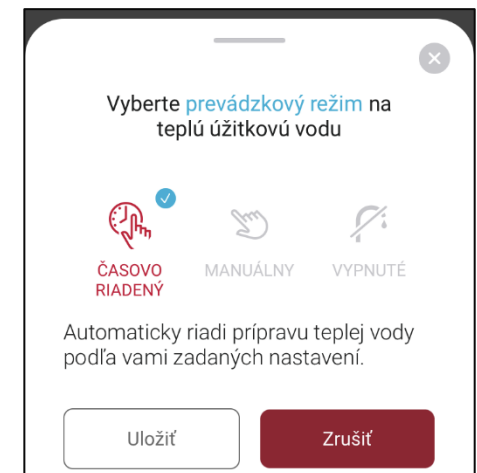 Vyberte prevádzkový režim na
teplú úžitkovú vodu
ČASOVO
RIADENÝ
MANUÁLNY
VYPNUTÉ
Automaticky riadi prípravu teplej vody
podľa vami zadaných nastavení.
Uložiť
Zrušiť